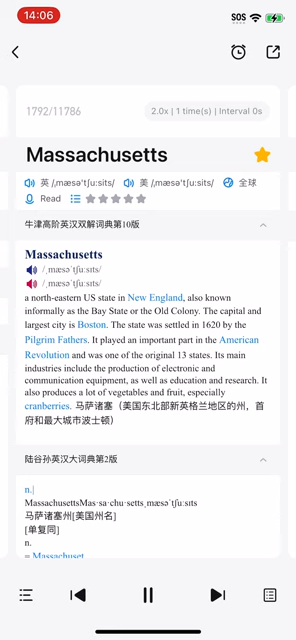 14:06
SOS
1792/11786
2.0x | 1 time(s) | Interval 0s
Massachusetts
英 /ˌmæsəˈtʃuːsits/ 美 /ˌmæsəˈtʃuːsits/ 全球
Read
牛津高阶英汉双解词典第10版
Massachusetts
/ˌmæsəˈtʃuːsɪts/
/ˌmæsəˈtʃuːsɪts/
a north-eastern US state in New England, also known
informally as the Bay State or the Old Colony. The capital and
largest city is Boston. The state was settled in 1620 by the
Pilgrim Fathers. It played an important part in the American
Revolution and was one of the original 13 states. Its main
industries include the production of electronic and
communication equipment, as well as education and research. It
also produces a lot of vegetables and fruit, especially
cranberries. 马萨诸塞（美国东北部新英格兰地区的州，首
府和最大城市波士顿）
陆谷孙英汉大词典第2版
n.|
MassachusettsMas·sa·chu·setts͵mæsəˈtʃuːsɪts
马萨诸塞州[美国州名]
[单复同]
n.
= Massachuset